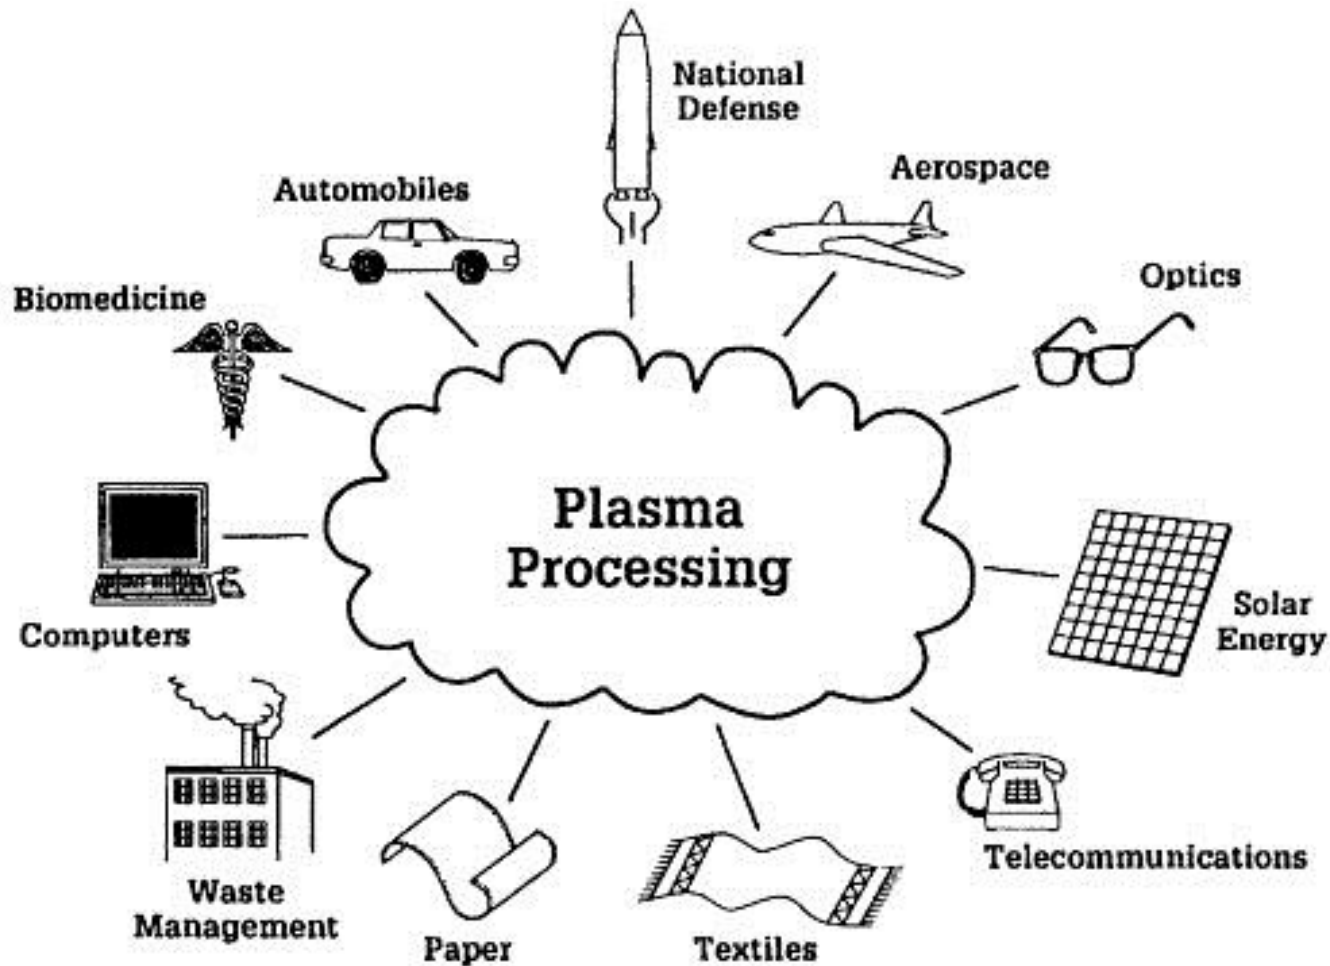 National
Defense
Aerospace
Automobiles
Optics
Biomedicine
Plasma
Processing
Solar
Energy
Computers
Telecommunications
Waste
Management
Paper
Textiles